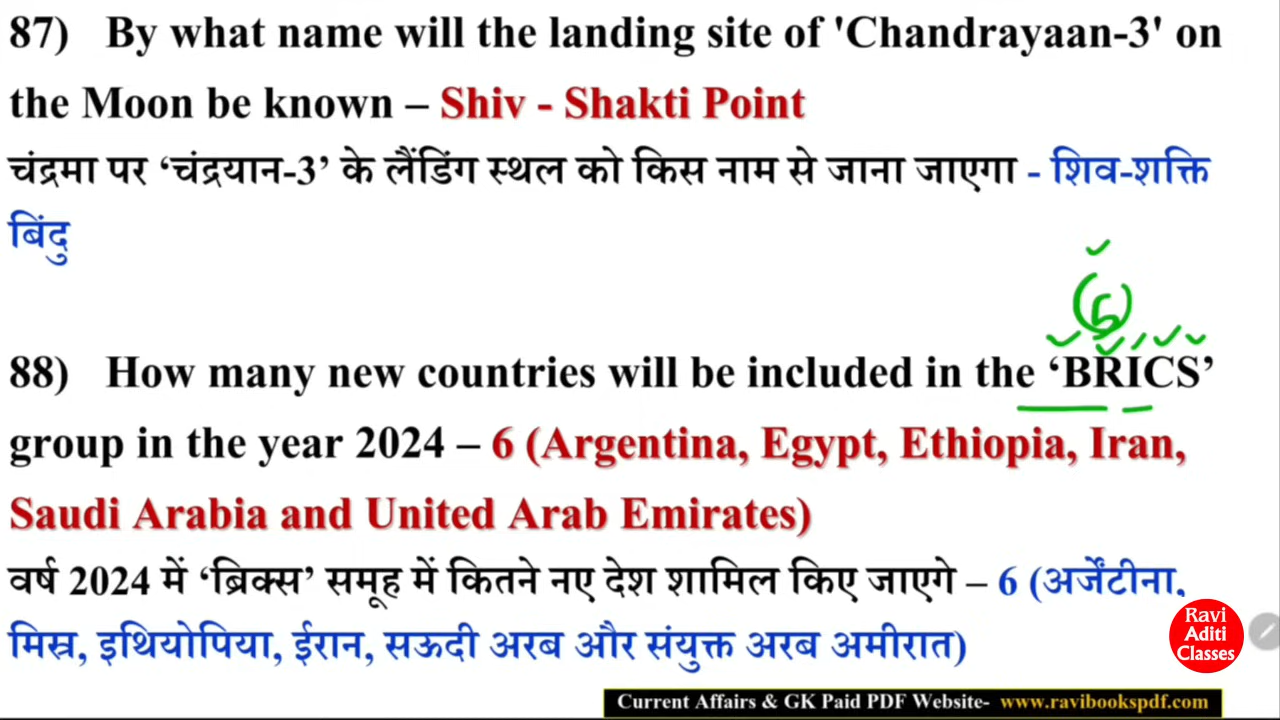 87) By what name will the landing site of 'Chandrayaan-3' on
the Moon be known – Shiv - Shakti Point
चंद्रमा पर ‘चंद्रयान-3’ के लैंडिंग स्थल को किस नाम से जाना जाएगा - शिव-शक्ति
बिंदु
(5)
88) How many new countries will be included in the ‘BRICS’
group in the year 2024 – 6 (Argentina, Egypt, Ethiopia, Iran,
Saudi Arabia and United Arab Emirates)
वर्ष 2024 में ‘ब्रिक्स’ समूह में कितने नए देश शामिल किए जाएगे – 6 (अर्जेंटीना,
मिस्र, इथियोपिया, ईरान, सऊदी अरब और संयुक्त अरब अमीरात)
Ravi
Aditi
Classes
Current Affairs & GK Paid PDF Website- www.ravibookspdf.com